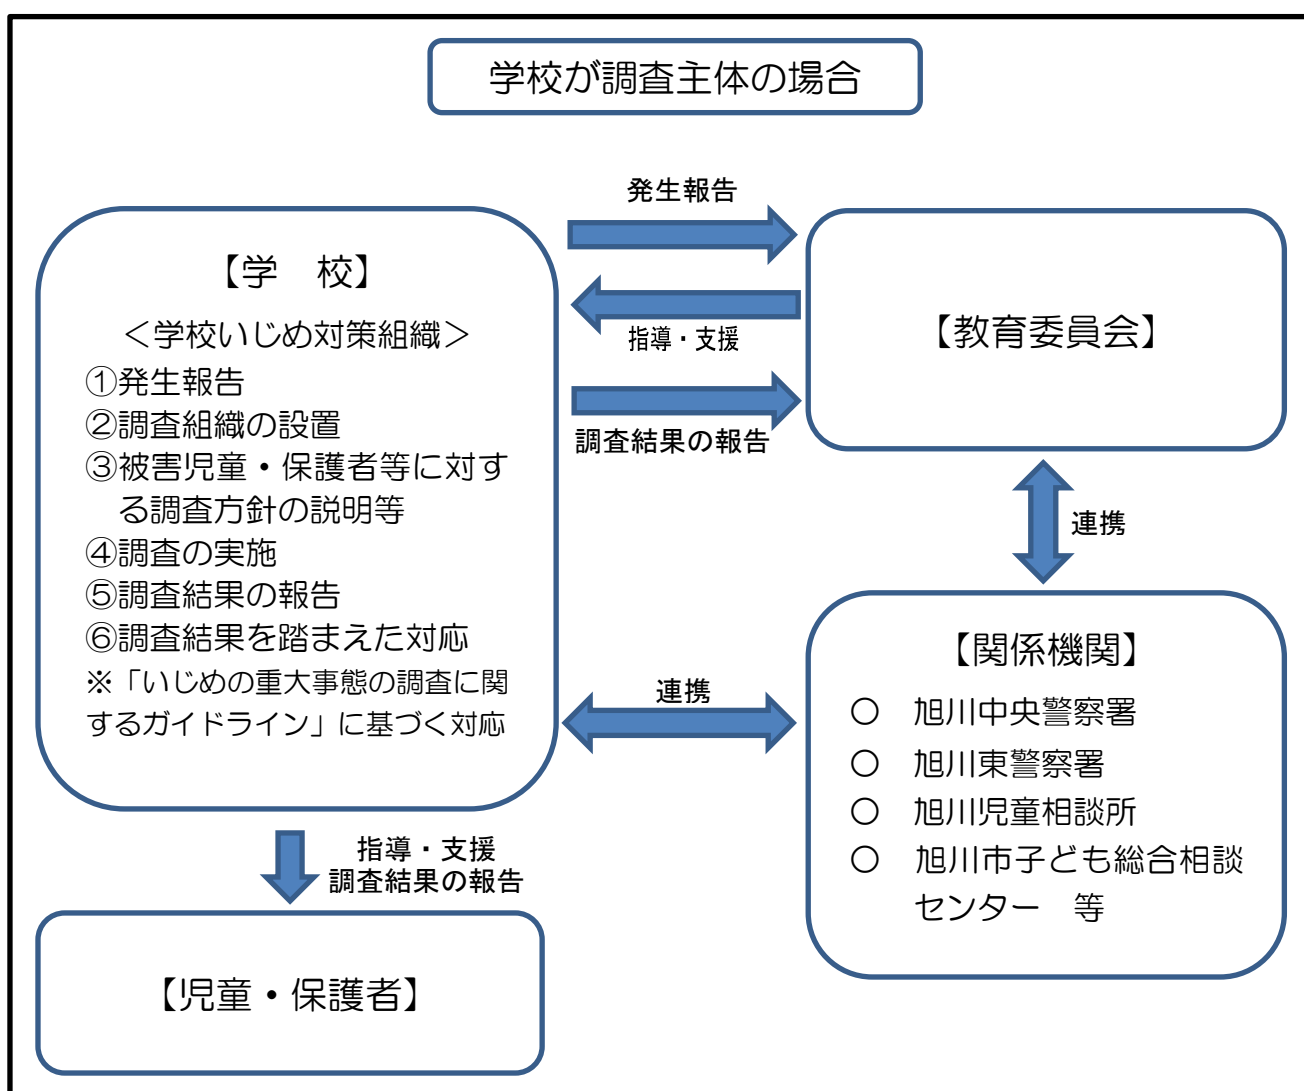 学校が調査主体の場合
発生報告
【学　校】
＜学校いじめ対策組織＞
①発生報告
②調査組織の設置
③被害児童・保護者等に対す
る調査方針の説明等
④調査の実施
⑤調査結果の報告
⑥調査結果を踏まえた対応
※「いじめの重大事態の調査に関
するガイドライン」に基づく対応
指導・支援
調査結果の報告
【教育委員会】
連携
連携
【関係機関】
○　旭川中央警察署
○　旭川東警察署
○　旭川児童相談所
○　旭川市子ども総合相談
センター　等
指導・支援
調査結果の報告
【児童・保護者】